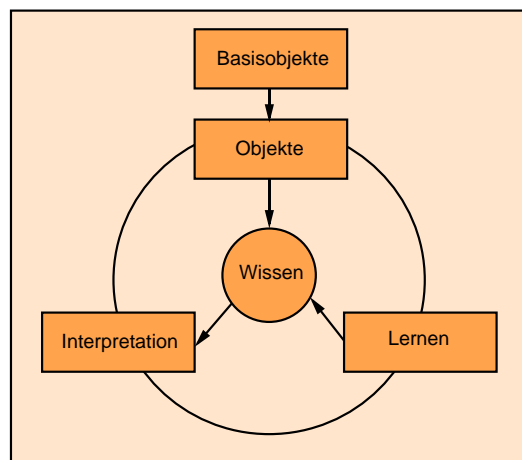 Basisobjekte
Objekte
Wissen
Interpretation
Lernen